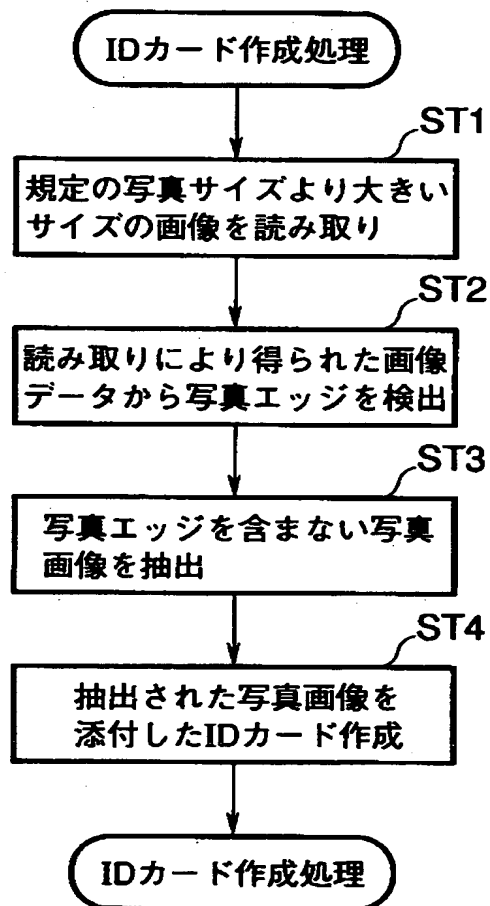 IDカード作成処理
ST1
規定の写真サイズより大きい
サイズの画像を読み取り
ST2
読み取りにより得られた画像
データから写真エッジを検出
ST3
写真エッジを含まない写真
画像を抽出
ST4
抽出された写真画像を
添付したIDカード作成
IDカード作成処理